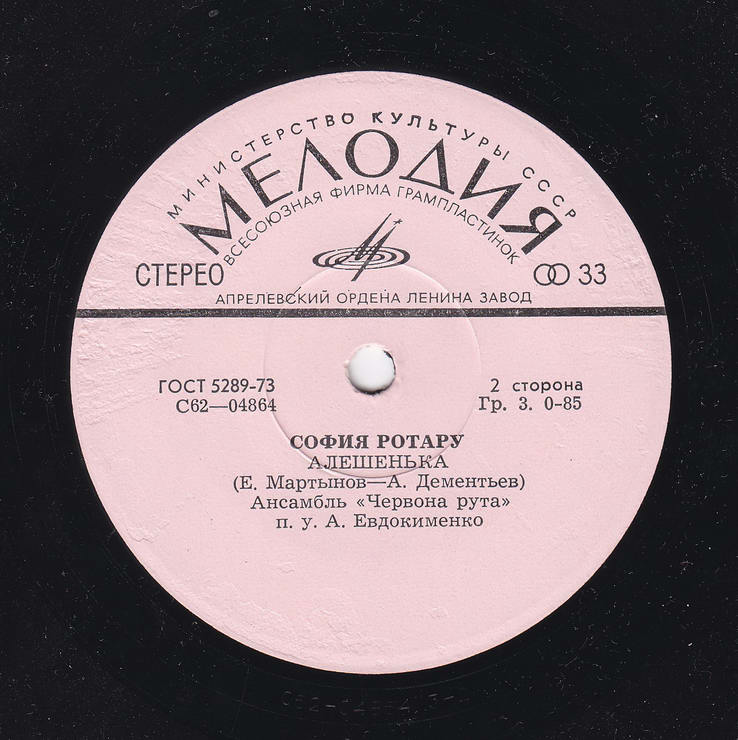 МИНИСТЕРСТВО КУЛЬТУРЫ СССР
МЕЛОДИЯ
ВСЕСОЮЗНАЯ ФИРМА ГРАМПЛАСТИНОК
СТЕРЕО
33
АПРЕЛЕВСКИЙ ОРДЕНА ЛЕНИНА ЗАВОД
ГОСТ 5289-73
2 сторона
С62—04864
Гр. 3. 0-85
СОФИЯ РОТАРУ
АЛЕШЕНЬКА
(Е. Мартынов—А. Дементьев)
Ансамбль «Червона рута»
п. у. А. Евдокименко